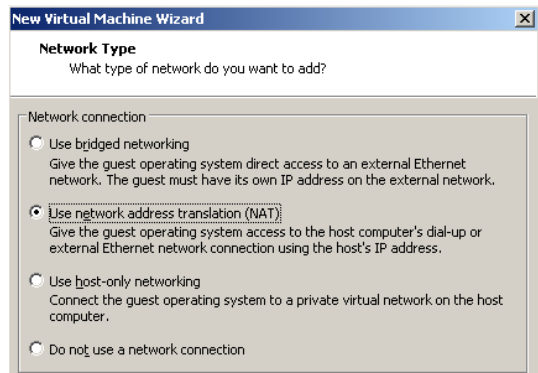 New Virtual Machine Wizard
Network Type
What type of network do you want to add?
Network connection
Use bridged networking
Give the guest operating system direct access to an external Ethernet
network. The guest must have its own IP address on the external network.
Use network address translation (NAT)
Give the guest operating system access to the host computer's dial-up or
external Ethernet network connection using the host's IP address.
Use host-only networking
Connect the guest operating system to a private virtual network on the host
computer.
Do not use a network connection